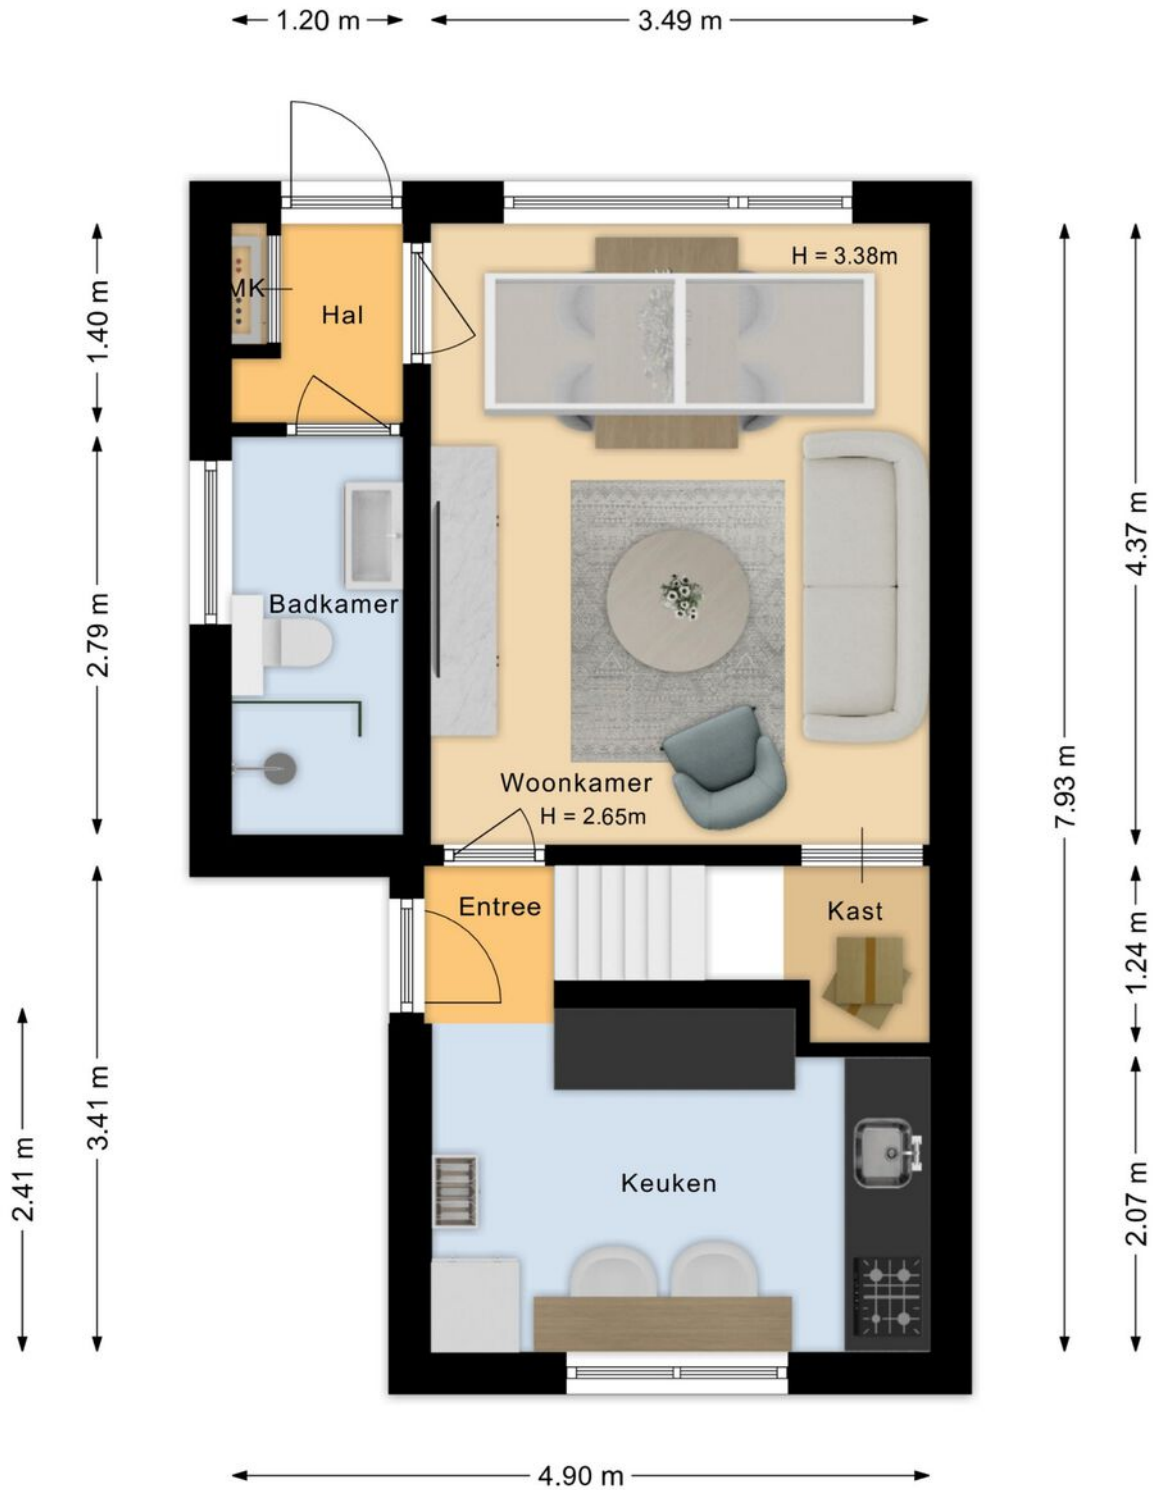 1.20 m
3.49 m
H = 3.38m
MK
Hal
1.40 m
4.37 m
2.79 m
Badkamer
7.93 m
Woonkamer
H = 2.65m
Entree
Kast
1.24 m
3.41 m
2.41 m
Keuken
2.07 m
4.90 m